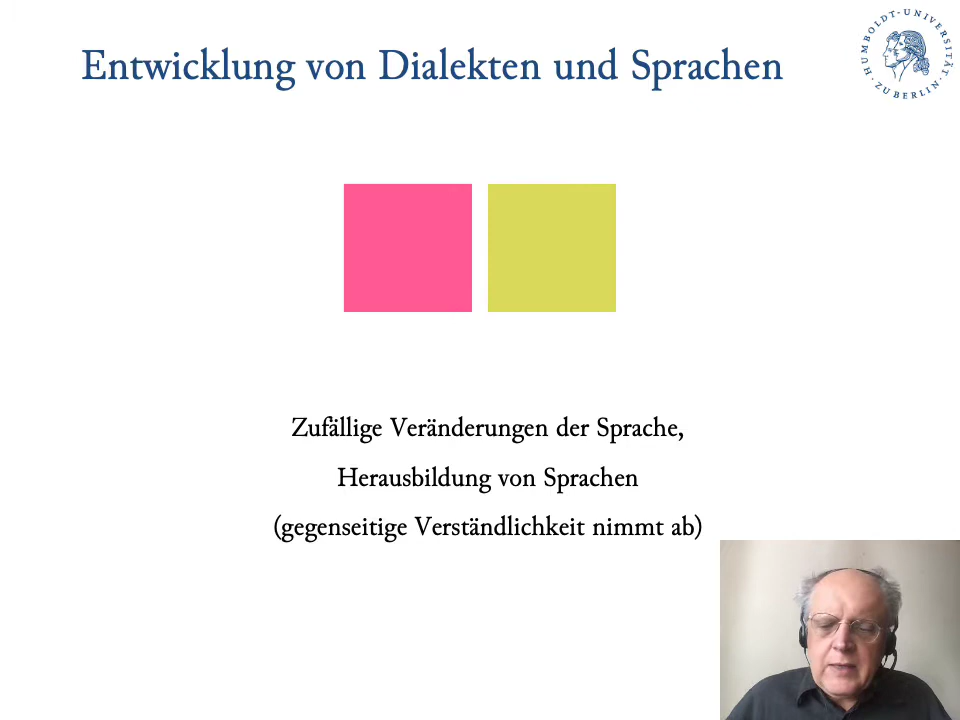 Entwicklung von Dialekten und Sprachen
HUMBOLDT-UNIVERSITÄT
ZU BERLIN
Zufällige Veränderungen der Sprache,
Herausbildung von Sprachen
(gegenseitige Verständlichkeit nimmt ab)